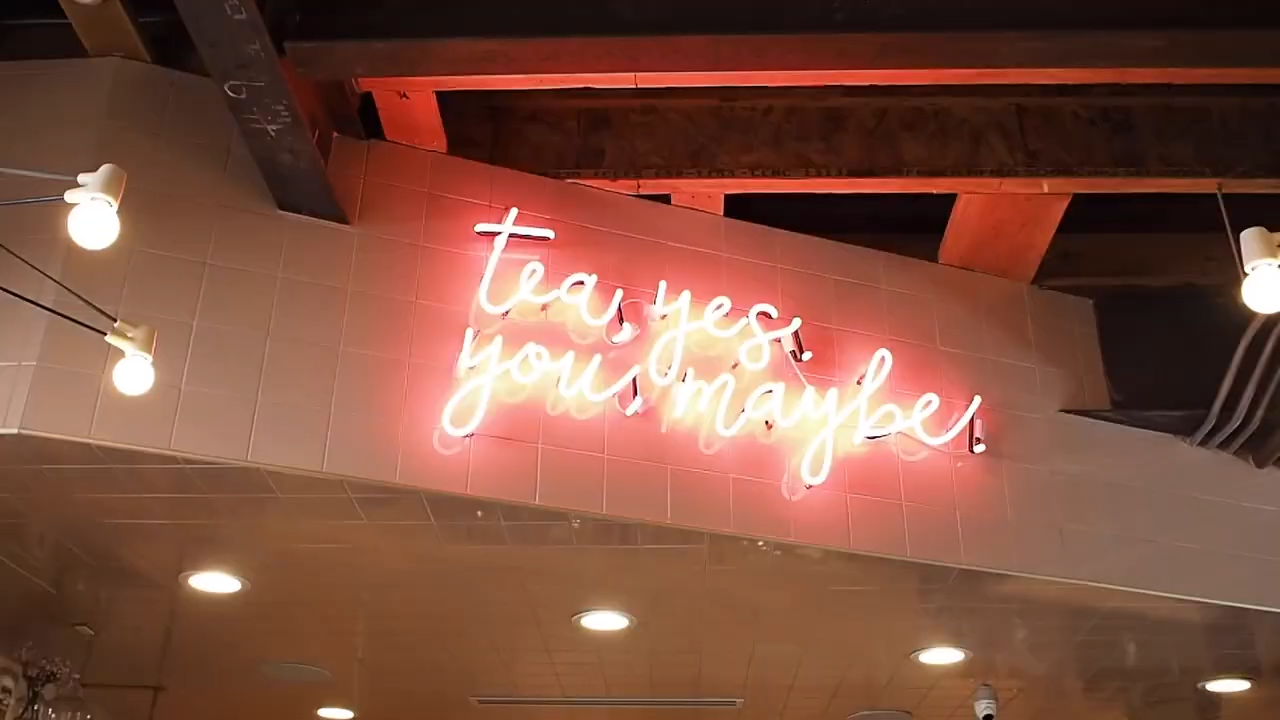 tea, yes.
you, maybe.